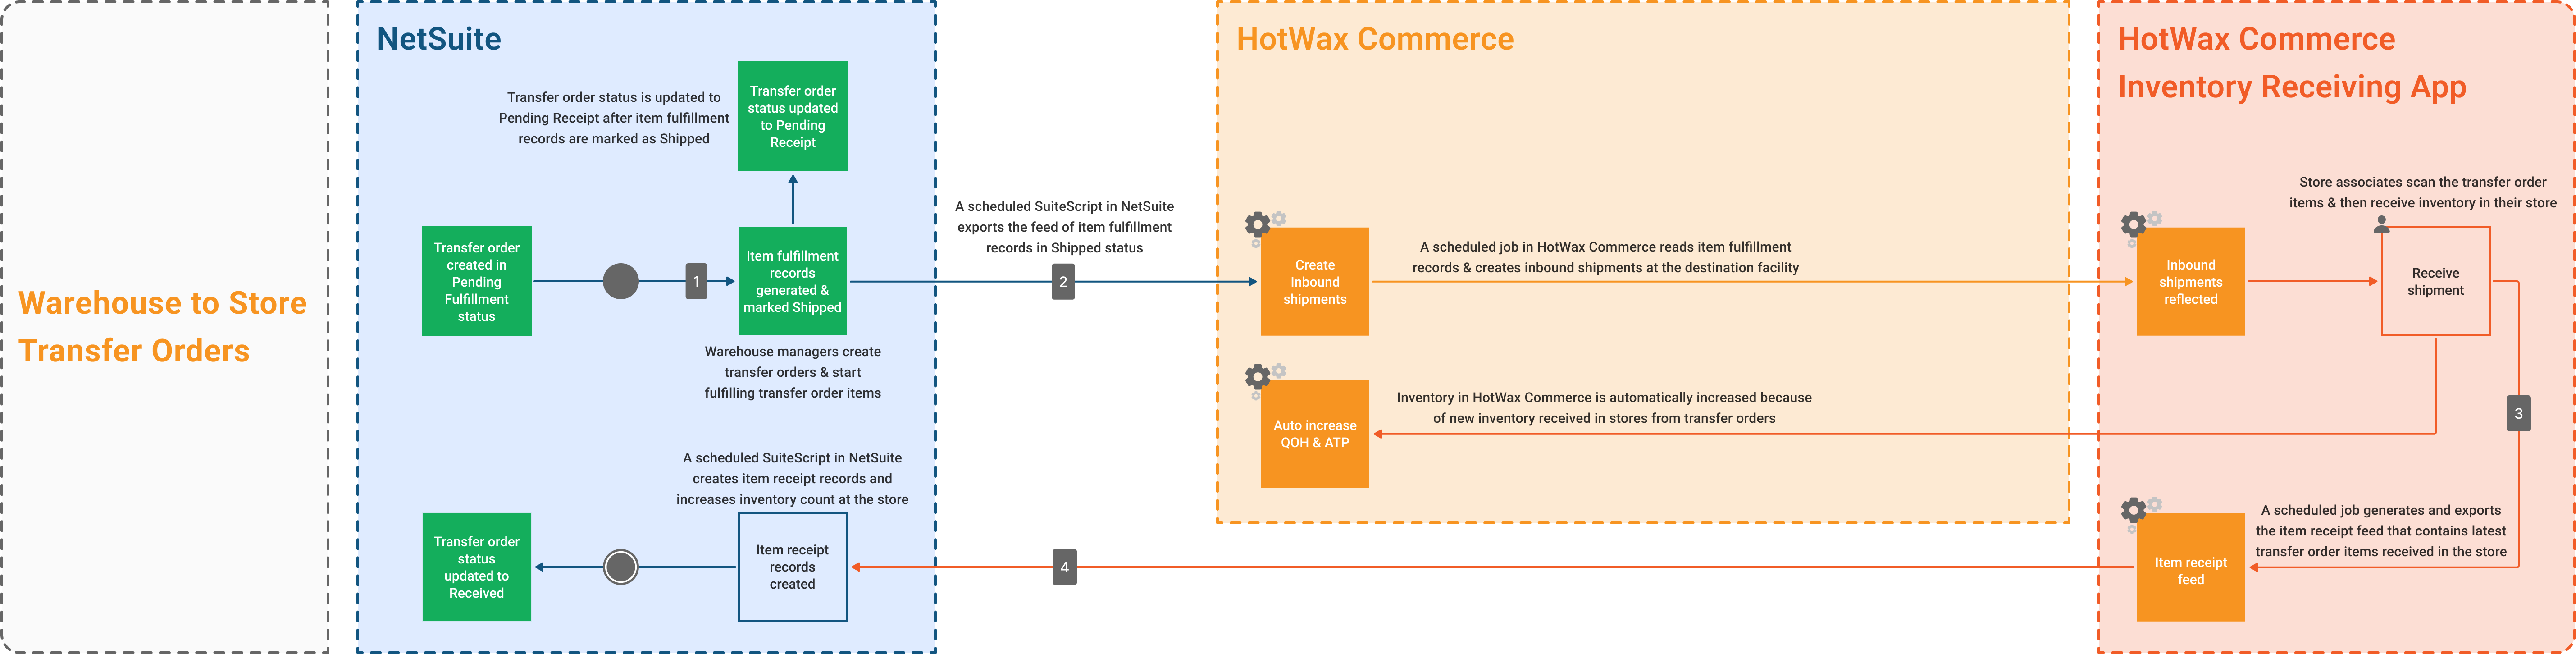 Warehouse to Store
Transfer Orders
NetSuite
Transfer order status is updated to
Pending Receipt after item fulfillment
records are marked as Shipped
Transfer order
status updated
to Pending
Receipt
Transfer order
created in
Pending
Fulfillment
status
1
Item fulfillment
records
generated &
marked Shipped
Warehouse managers create
transfer orders & start
fulfilling transfer order items
A scheduled SuiteScript in NetSuite
exports the feed of item fulfillment
records in Shipped status
2
HotWax Commerce
Create
Inbound
shipments
A scheduled job in HotWax Commerce reads item fulfillment
records & creates inbound shipments at the destination facility
Auto increase
QOH & ATP
Inventory in HotWax Commerce is automatically increased because
of new inventory received in stores from transfer orders
HotWax Commerce
Inventory Receiving App
Inbound
shipments
reflected
Store associates scan the transfer order
items & then receive inventory in their store
Receive
shipment
3
A scheduled job generates and exports
the item receipt feed that contains latest
transfer order items received in the store
Item receipt
feed
4
A scheduled SuiteScript in NetSuite
creates item receipt records and
increases inventory count at the store
Item receipt
records
created
Transfer order
status
updated to
Received